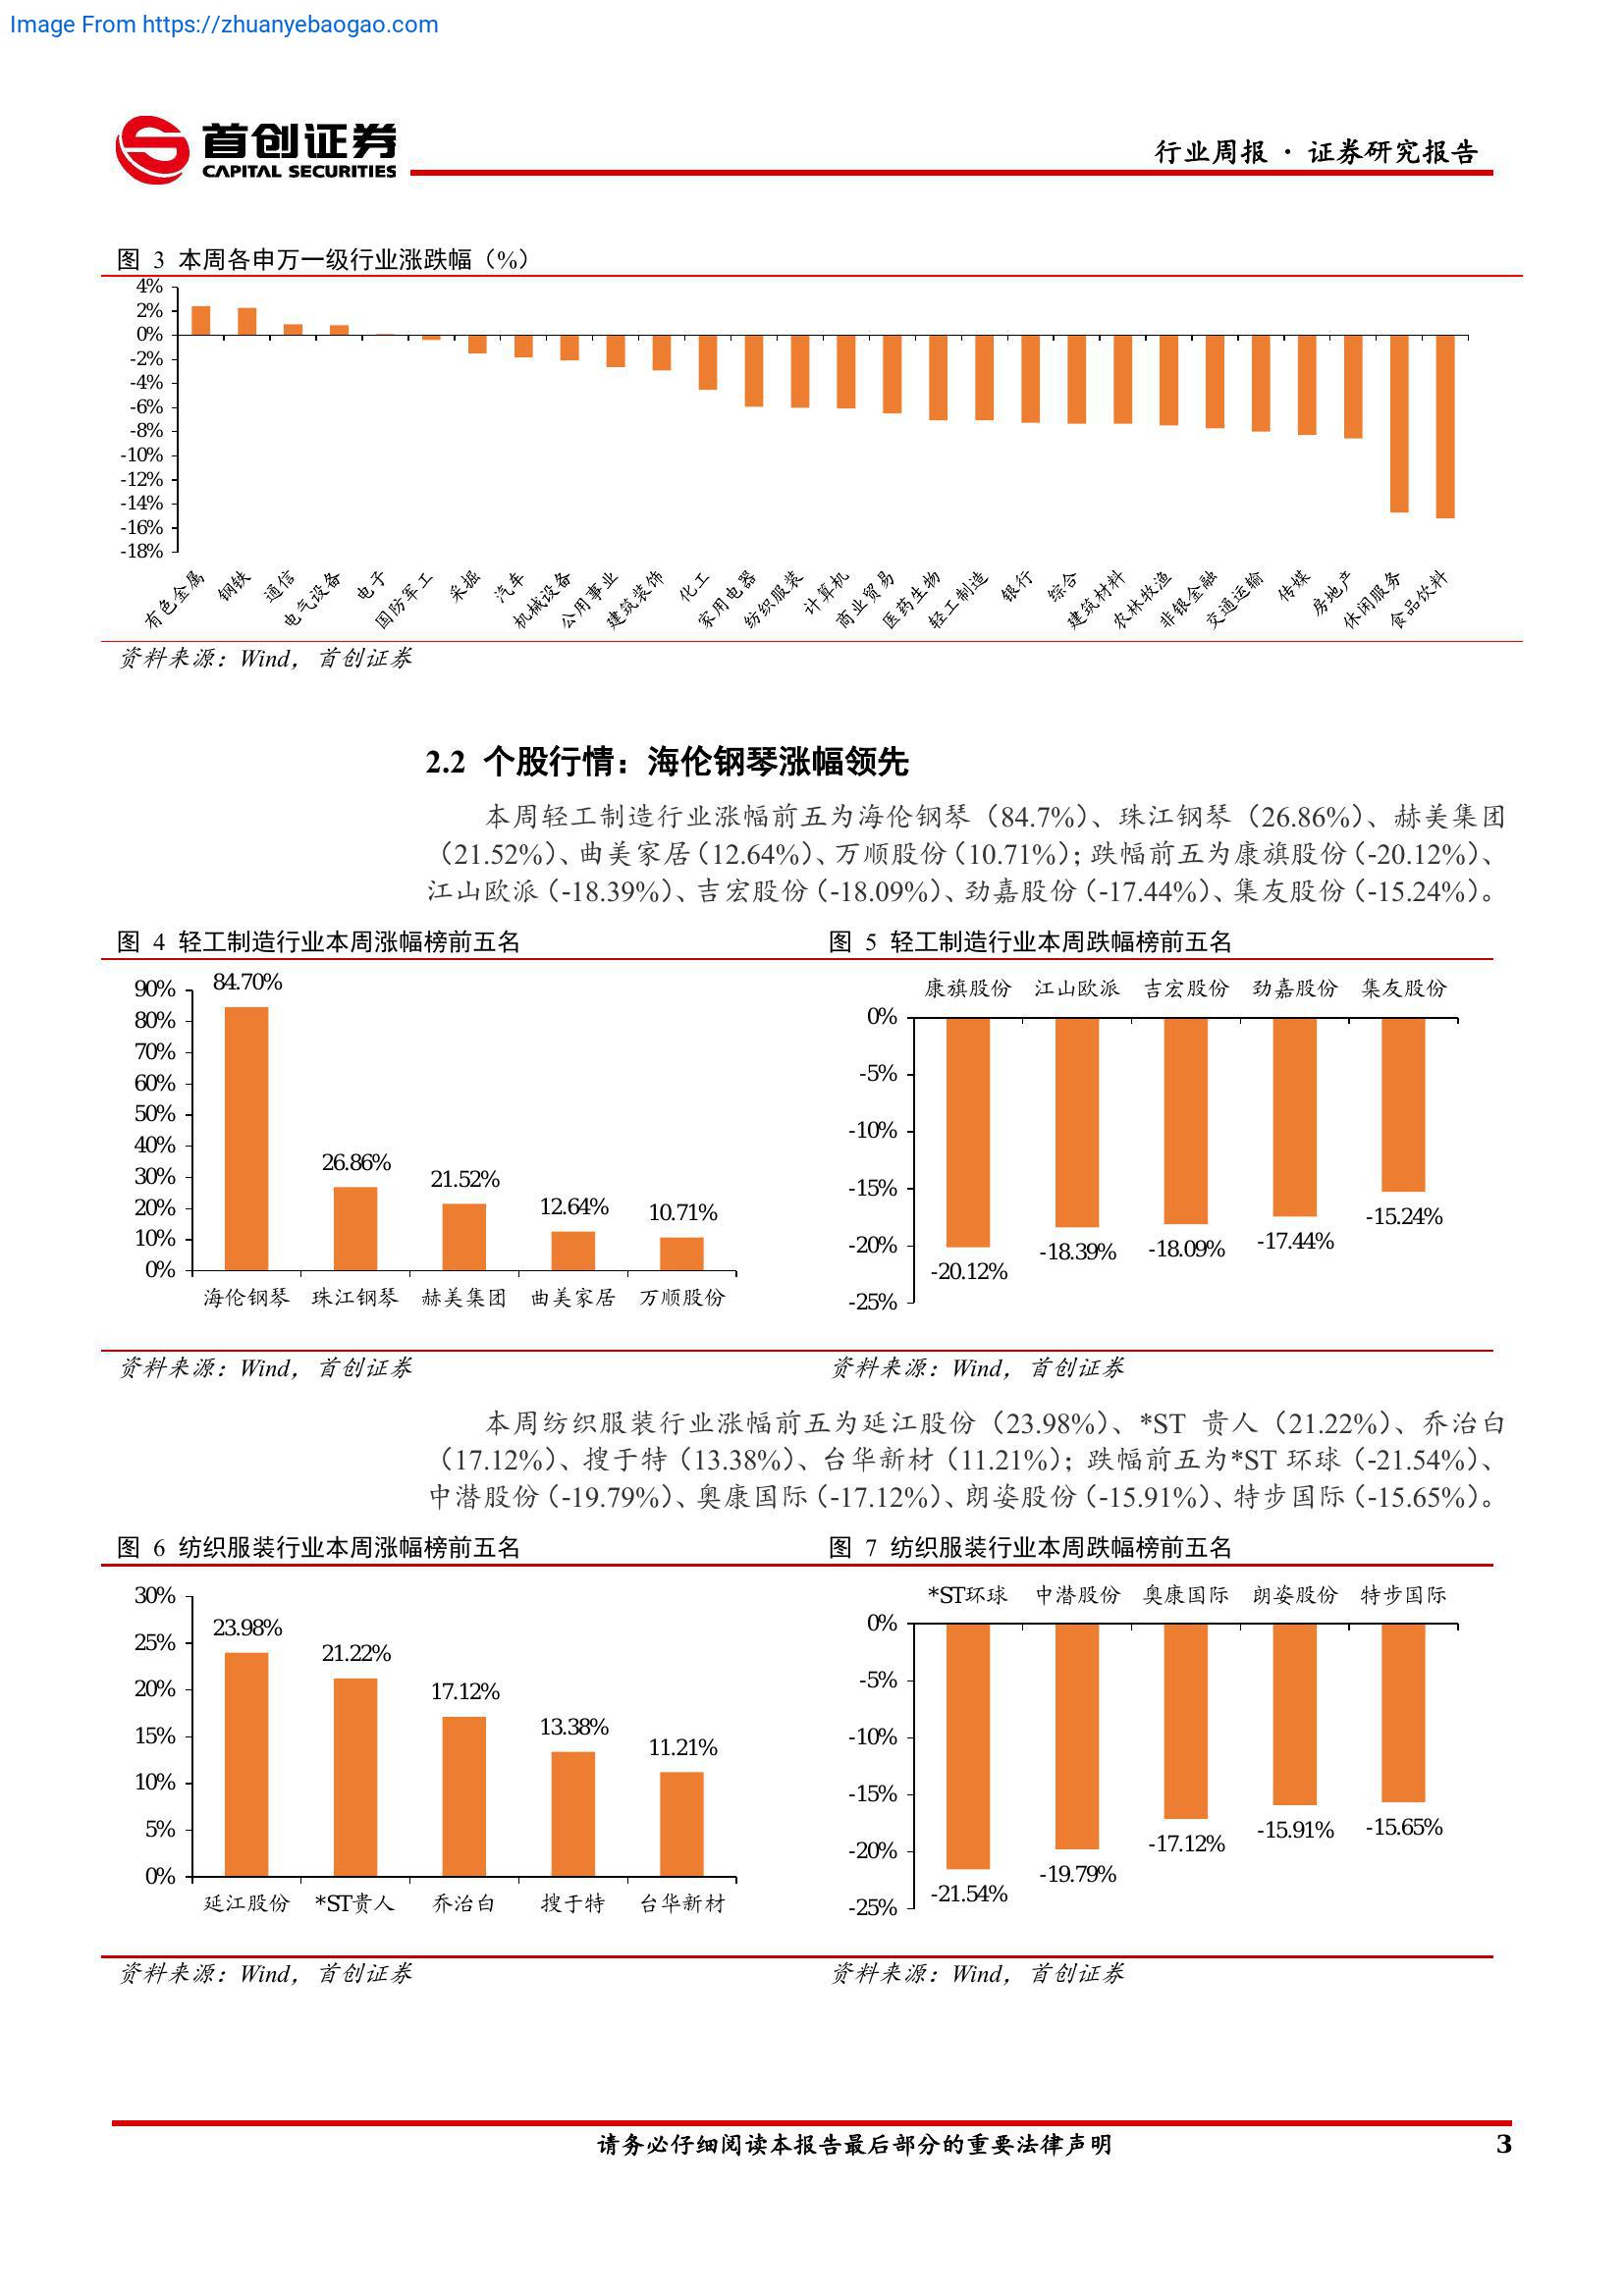 Image From https://zhuanyebaogao.com
首创证券
CAPITAL SECURITIES
行业周报 · 证券研究报告
图 3 本周各申万一级行业涨跌幅（%）
4%
2%
0%
-2%
-4%
-6%
-8%
-10%
-12%
-14%
-16%
-18%
有色金属 钢铁 通信 电气设备 电子 国防军工 采掘 汽车 机械设备 公用事业 建筑装饰 化工 家用电器 纺织服装 计算机 商业贸易 医药生物 轻工制造 银行 综合 建筑材料 农林牧渔 非银金融 交通运输 传媒 房地产 休闲服务 食品饮料
资料来源：Wind，首创证券
2.2 个股行情：海伦钢琴涨幅领先
本周轻工制造行业涨幅前五为海伦钢琴（84.7%）、珠江钢琴（26.86%）、赫美集团
（21.52%）、曲美家居（12.64%）、万顺股份（10.71%）；跌幅前五为康旗股份（-20.12%）、
江山欧派（-18.39%）、吉宏股份（-18.09%）、劲嘉股份（-17.44%）、集友股份（-15.24%）。
图 4 轻工制造行业本周涨幅榜前五名
90%
80%
70%
60%
50%
40%
30%
20%
10%
0%
84.70%
26.86%
21.52%
12.64%
10.71%
海伦钢琴 珠江钢琴 赫美集团 曲美家居 万顺股份
资料来源：Wind，首创证券
图 5 轻工制造行业本周跌幅榜前五名
康旗股份 江山欧派 吉宏股份 劲嘉股份 集友股份
0%
-5%
-10%
-15%
-20%
-25%
-20.12%
-18.39%
-18.09%
-17.44%
-15.24%
资料来源：Wind，首创证券
本周纺织服装行业涨幅前五为延江股份（23.98%）、*ST 贵人（21.22%）、乔治白
（17.12%）、搜于特（13.38%）、台华新材（11.21%）；跌幅前五为*ST 环球（-21.54%）、
中潜股份（-19.79%）、奥康国际（-17.12%）、朗姿股份（-15.91%）、特步国际（-15.65%）。
图 6 纺织服装行业本周涨幅榜前五名
30%
25%
20%
15%
10%
5%
0%
23.98%
21.22%
17.12%
13.38%
11.21%
延江股份 *ST贵人 乔治白 搜于特 台华新材
资料来源：Wind，首创证券
图 7 纺织服装行业本周跌幅榜前五名
*ST环球 中潜股份 奥康国际 朗姿股份 特步国际
0%
-5%
-10%
-15%
-20%
-25%
-21.54%
-19.79%
-17.12%
-15.91%
-15.65%
资料来源：Wind，首创证券
请务必仔细阅读本报告最后部分的重要法律声明
3